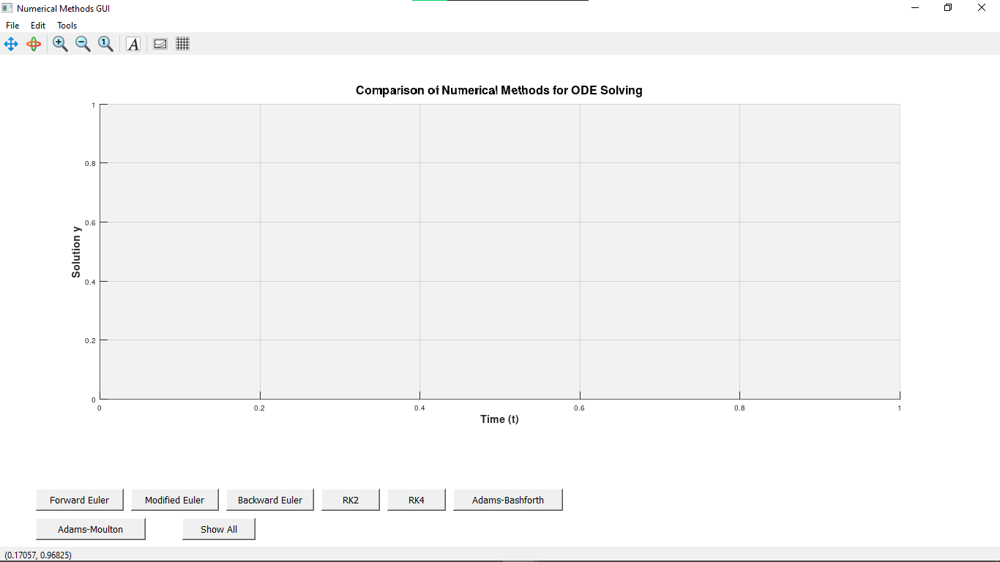 Numerical Methods GUI
File Edit Tools
A
Comparison of Numerical Methods for ODE Solving
1
0.8
0.6
0.4
0.2
0
Solution y
0 0.2 0.4 0.6 0.8 1
Time (t)
Forward Euler Modified Euler Backward Euler RK2 RK4 Adams-Bashforth
Adams-Moulton Show All
(0.17057, 0.96825)